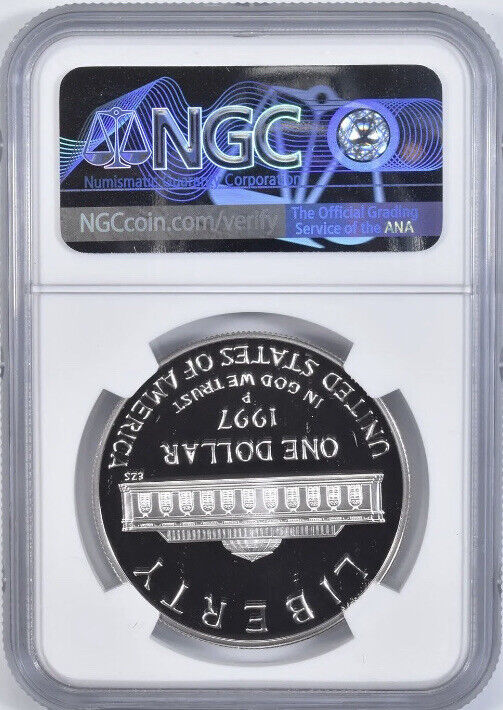 NGC
Numismatic Guaranty Corporation
NGCcoin.com/verify
The Official Grading
Service of the ANA
LIBERTY
EZS
ONE DOLLAR
1997
P
IN GOD WE TRUST
UNITED STATES OF AMERICA